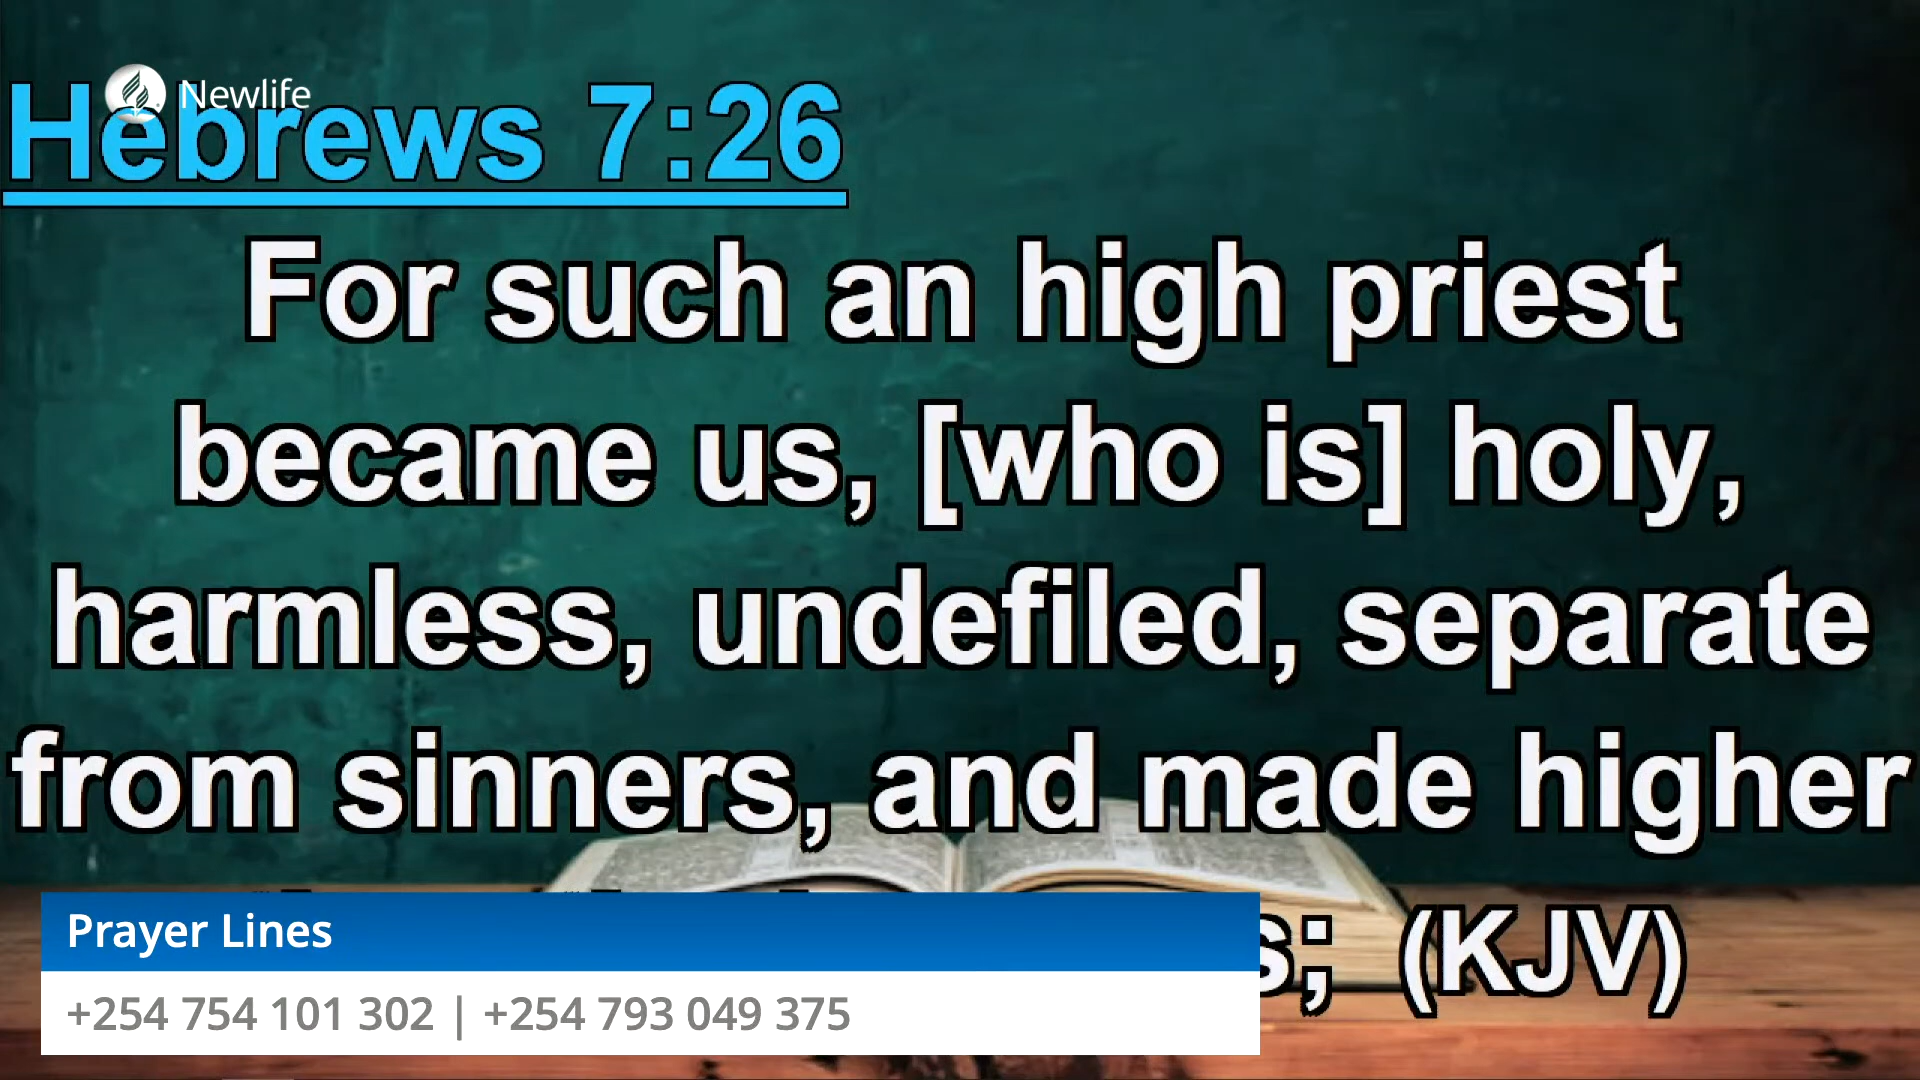 Newlife
Hebrews 7:26
For such an high priest
became us, [who is] holy,
harmless, undefiled, separate
from sinners, and made higher
(KJV)
Prayer Lines
+254 754 101 302 | +254 793 049 375